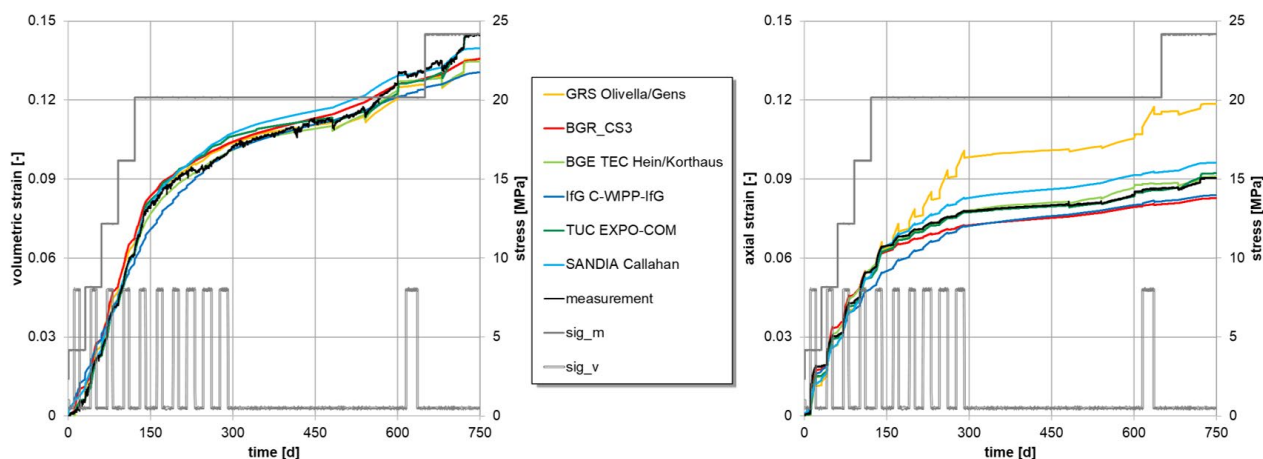 0.15
0.12
0.09
0.06
0.03
0
volumetric strain [-]
25
20
15
10
5
0
stress [MPa]
0 150 300 450 600 750
time [d]
GRS Olivella/Gens
BGR_CS3
BGE TEC Hein/Korthaus
IfG C-WIPP-IfG
TUC EXPO-COM
SANDIA Callahan
measurement
sig_m
sig_v
0.15
0.12
0.09
0.06
0.03
0
axial strain [-]
25
20
15
10
5
0
stress [MPa]
0 150 300 450 600 750
time [d]